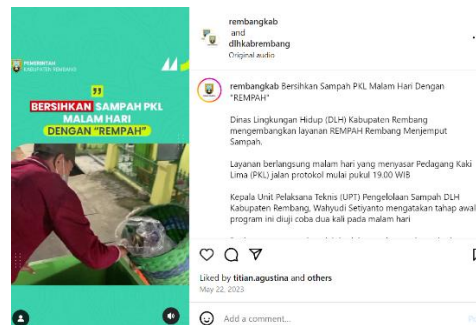 PEMERINTAH
KABUPATEN REMBANG
BERSIHKAN SAMPAH PKL
MALAM HARI
DENGAN "REMPAH"
rembangkab
and
dlhkabrembang
Original audio
rembangkab Bersihkan Sampah PKL Malam Hari Dengan
"REMPAH"
Dinas Lingkungan Hidup (DLH) Kabupaten Rembang
mengembangkan layanan REMPAH Rembang Menjemput
Sampah.
Layanan berlangsung malam hari yang menyasar Pedagang Kaki
Lima (PKL) jalan protokol mulai pukul 19.00 WIB
Kepala Unit Pelaksana Teknis (UPT) Pengelolaan Sampah DLH
Kabupaten Rembang, Wahyudi Setiyanto mengatakan tahap awal
program ini diuji coba dua kali pada malam hari
Liked by titian.agustina and others
May 22, 2023
Add a comment...